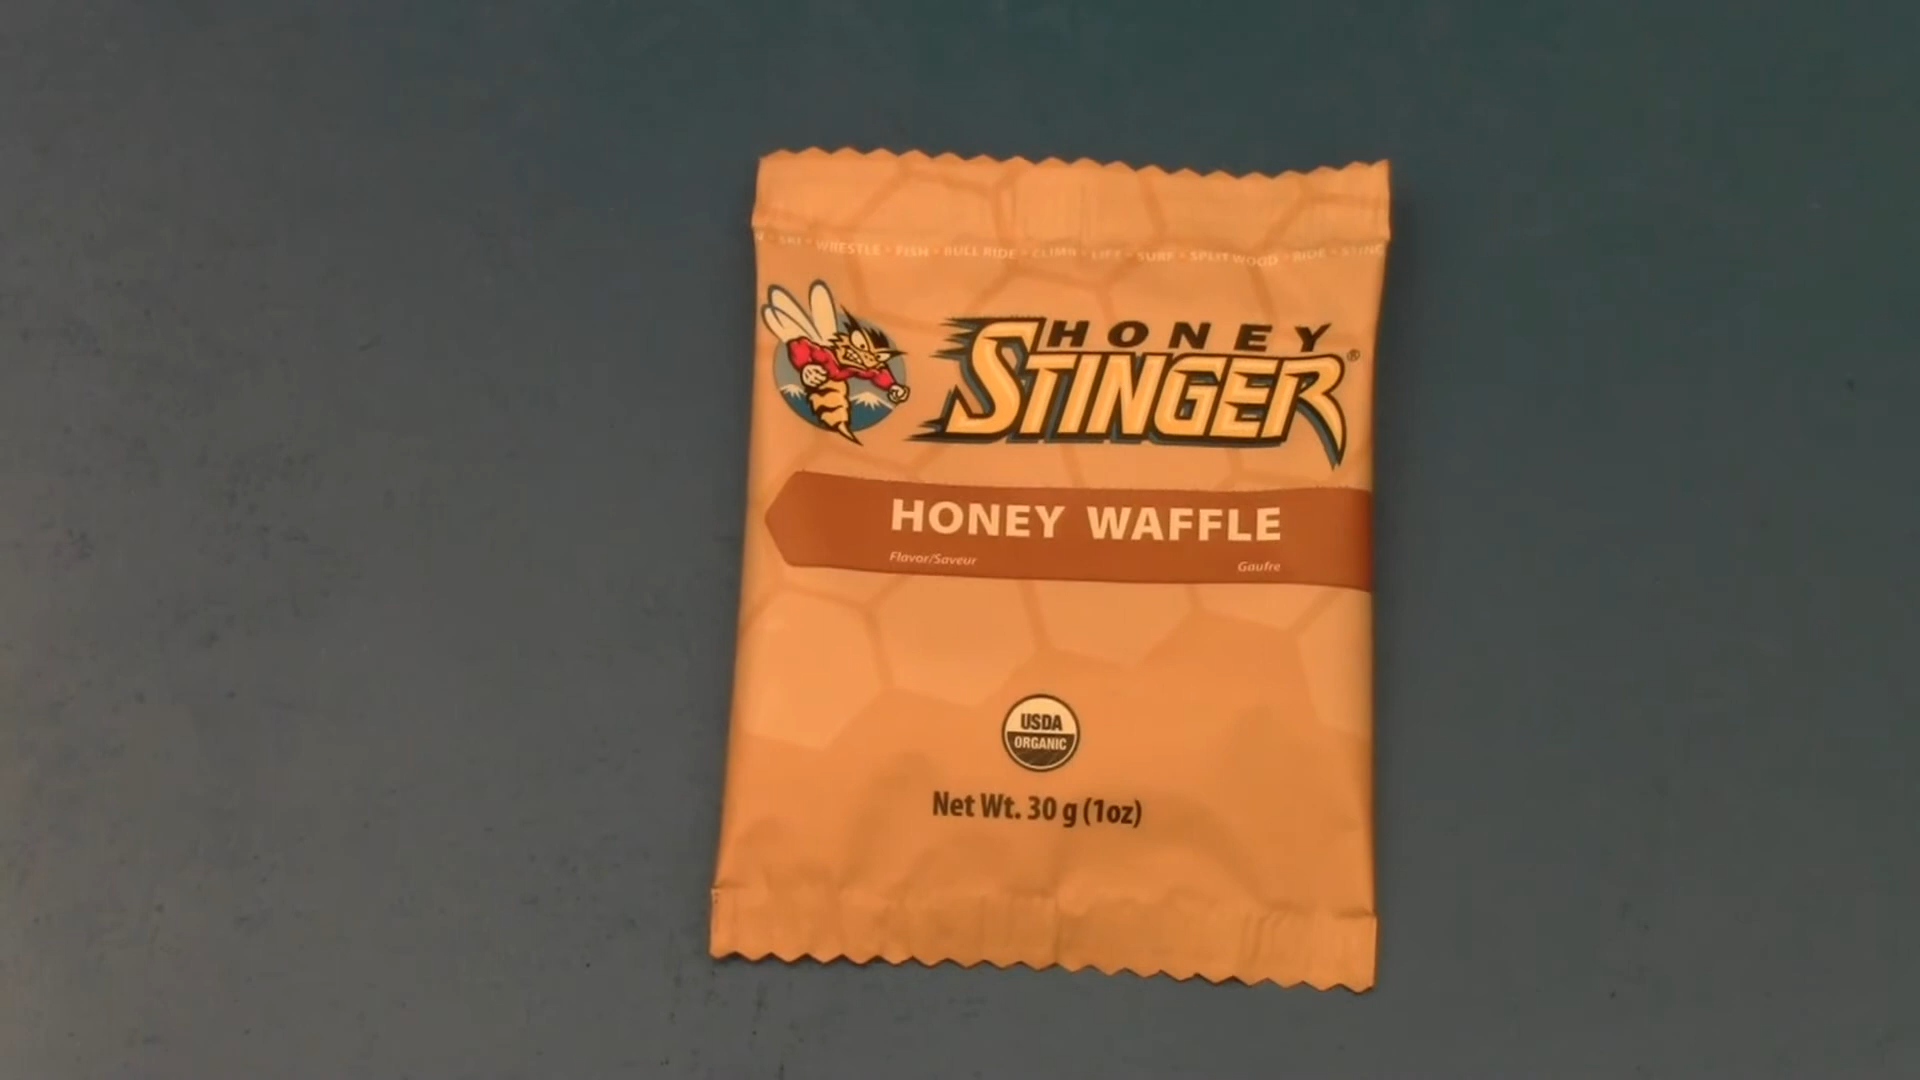 SKI • WRESTLE • FISH • BULL RIDE • CLIMB • LIFT • SURF • SPLIT WOOD • RIDE •
HONEY
STINGER®
HONEY WAFFLE
Flavor/Saveur Gaufre
USDA
ORGANIC
Net Wt. 30 g (1oz)